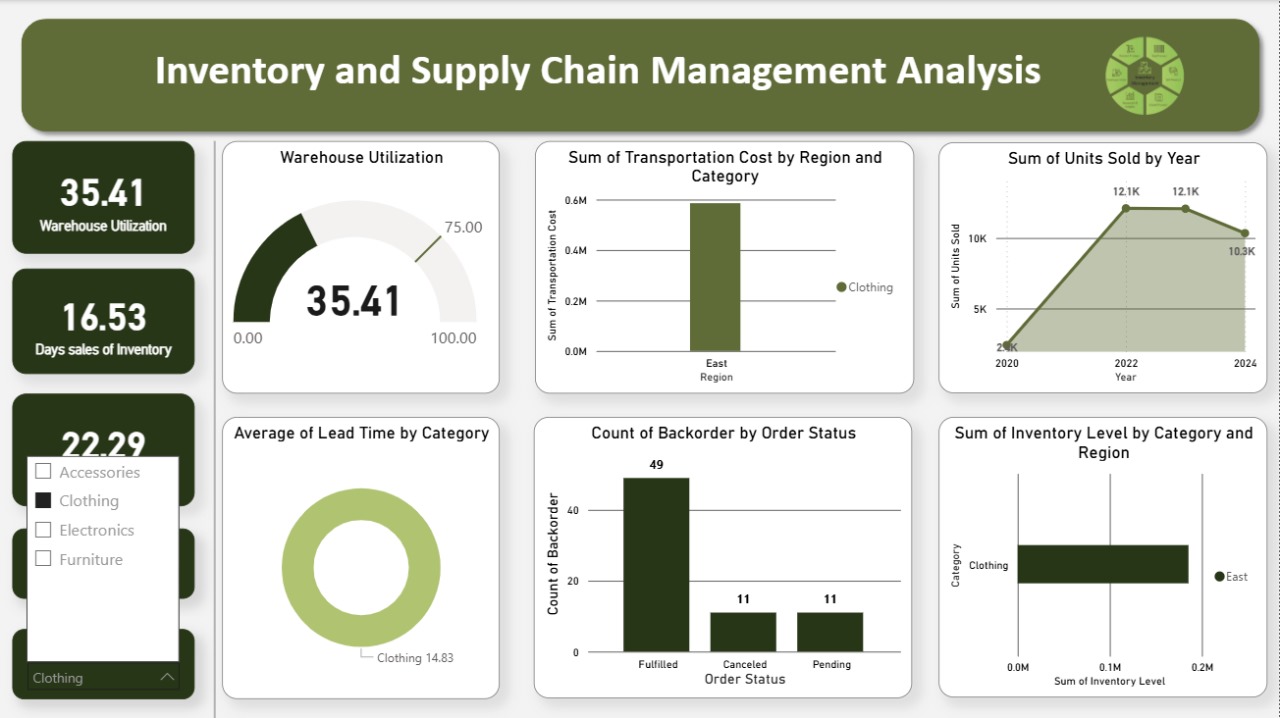 Inventory and Supply Chain Management Analysis
35.41
Warehouse Utilization
16.53
Days sales of Inventory
22.29
Accessories
Clothing
Electronics
Furniture
Clothing
Warehouse Utilization
75.00
35.41
0.00
100.00
Sum of Transportation Cost by Region and
Category
Sum of Transportation Cost
0.6M
0.4M
0.2M
0.0M
East
Region
Clothing
Sum of Units Sold by Year
Sum of Units Sold
12.1K
12.1K
10K
10.3K
5K
2020
2022
2024
Year
Average of Lead Time by Category
Clothing 14.83
Count of Backorder by Order Status
Count of Backorder
49
40
20
11
11
0
Fulfilled
Canceled
Pending
Order Status
Sum of Inventory Level by Category and
Region
Category
Clothing
East
0.0M
0.1M
0.2M
Sum of Inventory Level